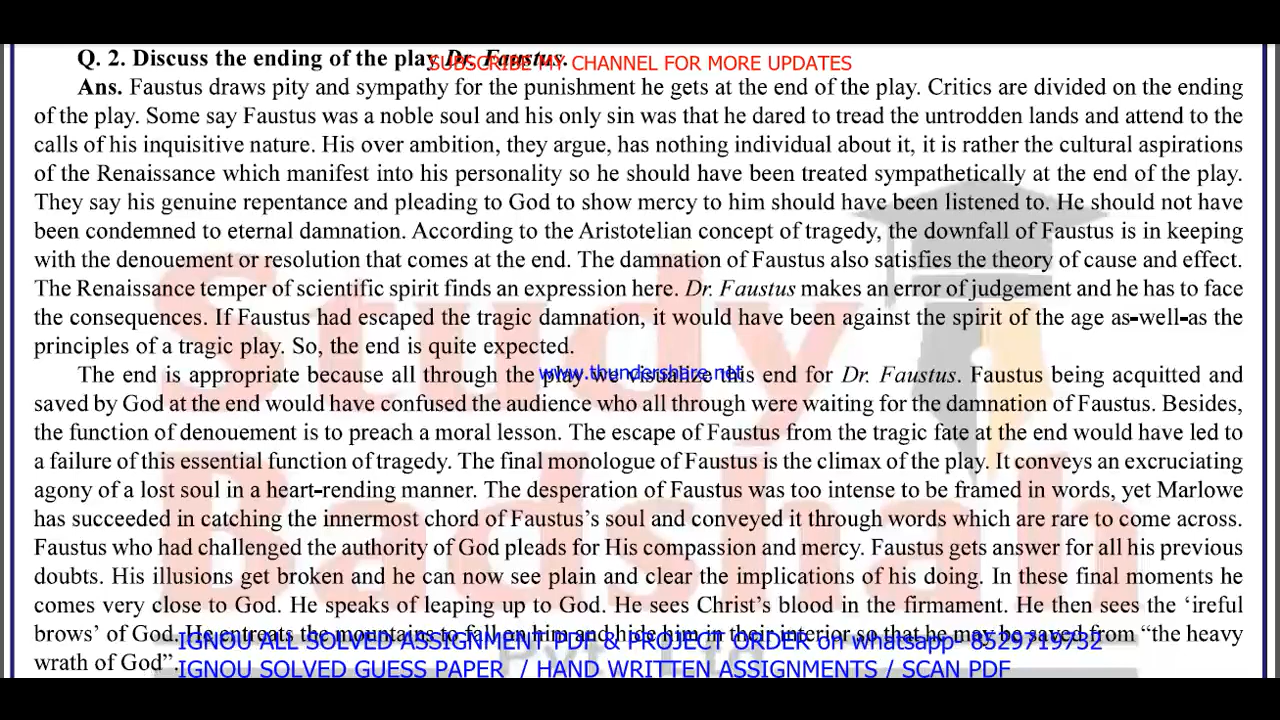 Q. 2. Discuss the ending of the play Dr. Faustus.
SUBSCRIBE MY CHANNEL FOR MORE UPDATES
Ans. Faustus draws pity and sympathy for the punishment he gets at the end of the play. Critics are divided on the ending
of the play. Some say Faustus was a noble soul and his only sin was that he dared to tread the untrodden lands and attend to the
calls of his inquisitive nature. His over ambition, they argue, has nothing individual about it, it is rather the cultural aspirations
of the Renaissance which manifest into his personality so he should have been treated sympathetically at the end of the play.
They say his genuine repentance and pleading to God to show mercy to him should have been listened to. He should not have
been condemned to eternal damnation. According to the Aristotelian concept of tragedy, the downfall of Faustus is in keeping
with the denouement or resolution that comes at the end. The damnation of Faustus also satisfies the theory of cause and effect.
The Renaissance temper of scientific spirit finds an expression here. Dr. Faustus makes an error of judgement and he has to face
the consequences. If Faustus had escaped the tragic damnation, it would have been against the spirit of the age as-well-as the
principles of a tragic play. So, the end is quite expected.
The end is appropriate because all through the play we visualize this end for Dr. Faustus. Faustus being acquitted and
www.thundershare.net
saved by God at the end would have confused the audience who all through were waiting for the damnation of Faustus. Besides,
the function of denouement is to preach a moral lesson. The escape of Faustus from the tragic fate at the end would have led to
a failure of this essential function of tragedy. The final monologue of Faustus is the climax of the play. It conveys an excruciating
agony of a lost soul in a heart-rending manner. The desperation of Faustus was too intense to be framed in words, yet Marlowe
has succeeded in catching the innermost chord of Faustus's soul and conveyed it through words which are rare to come across.
Faustus who had challenged the authority of God pleads for His compassion and mercy. Faustus gets answer for all his previous
doubts. His illusions get broken and he can now see plain and clear the implications of his doing. In these final moments he
comes very close to God. He speaks of leaping up to God. He sees Christ's blood in the firmament. He then sees the 'ireful
brows' of God. He entreats the mountains to fall on him and hide him in their interior so that he may be saved from "the heavy
wrath of God".
IGNOU ALL SOLVED ASSIGNMENT PDF & PROJECT ORDER on whatsapp- 8529719732
IGNOU SOLVED GUESS PAPER / HAND WRITTEN ASSIGNMENTS / SCAN PDF
Study
Badshah
Pvt. Ltd